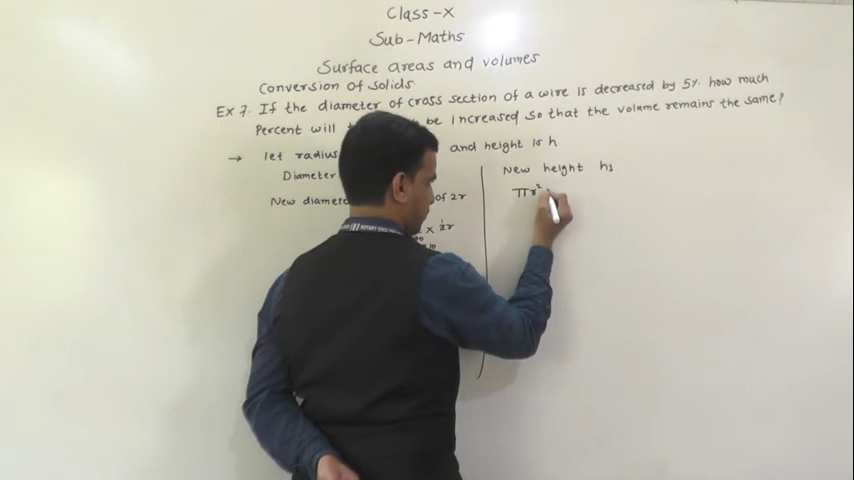 Class-X
Sub-Maths
Surface areas and volumes
Conversion of solids
Ex 7. If the diameter of cross section of a wire is decreased by 5%. how much
Percent will be increased so that the volume remains the same?
→ let radius and height is h
Diameter
New diamete of 2r
x 2r
New height h1
πr²